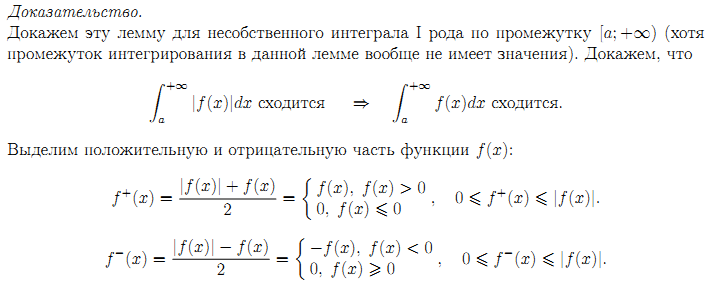 Доказательство.
Докажем эту лемму для несобственного интеграла I рода по промежутку [a; +∞) (хотя
промежуток интегрирования в данной лемме вообще не имеет значения). Докажем, что
∫_a^{+∞} |f(x)|dx сходится ⇒ ∫_a^{+∞} f(x)dx сходится.
Выделим положительную и отрицательную часть функции f(x):
f⁺(x) = (|f(x)| + f(x))/2 = { f(x), f(x) > 0; 0, f(x) ⩽ 0 , 0 ⩽ f⁺(x) ⩽ |f(x)|.
f⁻(x) = (|f(x)| − f(x))/2 = { −f(x), f(x) < 0; 0, f(x) ⩾ 0 , 0 ⩽ f⁻(x) ⩽ |f(x)|.